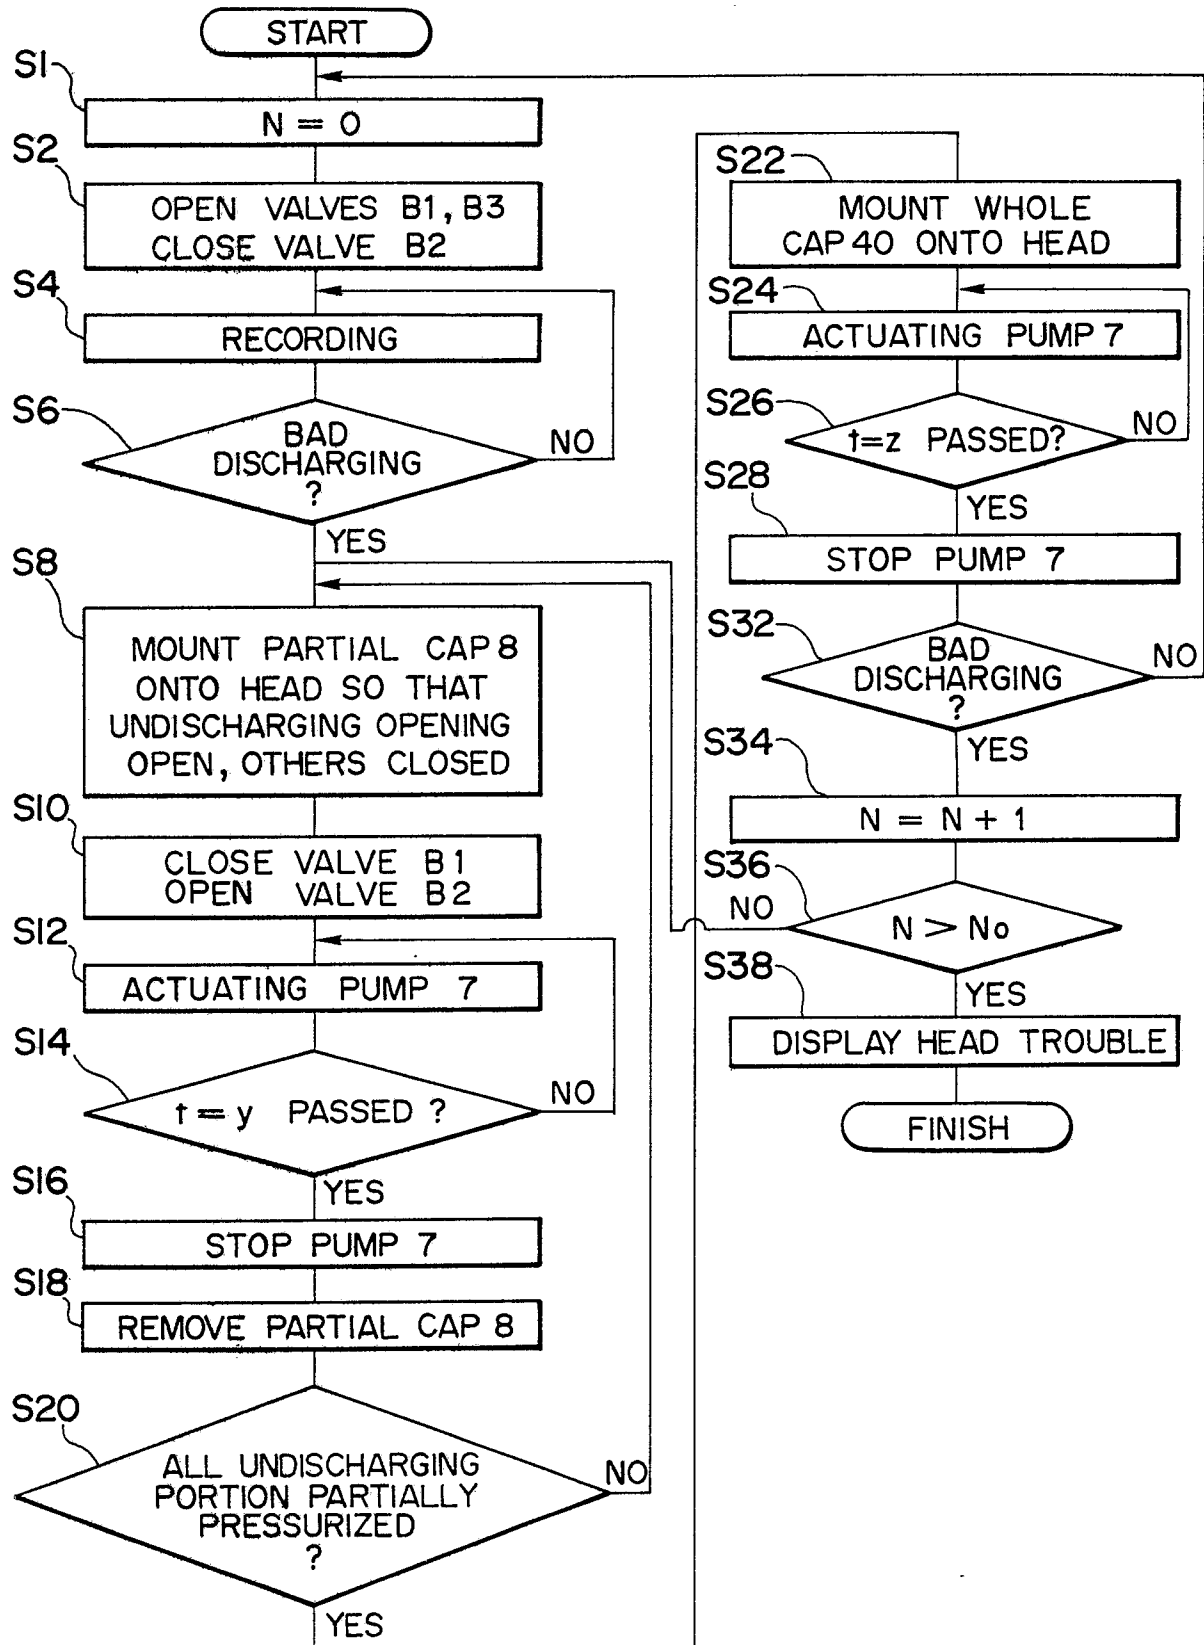 START
S1
N = 0
S2
OPEN VALVES B1, B3
CLOSE VALVE B2
S4
RECORDING
S6
BAD
DISCHARGING
?
NO
YES
S8
MOUNT PARTIAL CAP 8
ONTO HEAD SO THAT
UNDISCHARGING OPENING
OPEN, OTHERS CLOSED
S10
CLOSE VALVE B1
OPEN VALVE B2
S12
ACTUATING PUMP 7
S14
t = y PASSED ?
NO
YES
S16
STOP PUMP 7
S18
REMOVE PARTIAL CAP 8
S20
ALL UNDISCHARGING
PORTION PARTIALLY
PRESSURIZED
?
NO
YES
S22
MOUNT WHOLE
CAP 40 ONTO HEAD
S24
ACTUATING PUMP 7
S26
t=z PASSED?
NO
YES
S28
STOP PUMP 7
S32
BAD
DISCHARGING
?
NO
YES
S34
N = N + 1
S36
N > No
NO
YES
S38
DISPLAY HEAD TROUBLE
FINISH